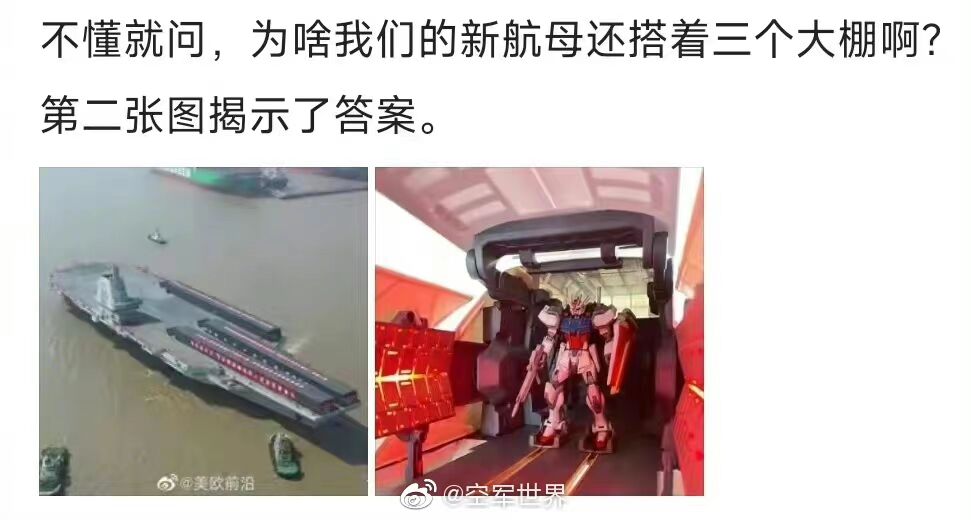 不懂就问，为啥我们的新航母还搭着三个大棚啊？
第二张图揭示了答案。
@美欧前沿
@空军世界